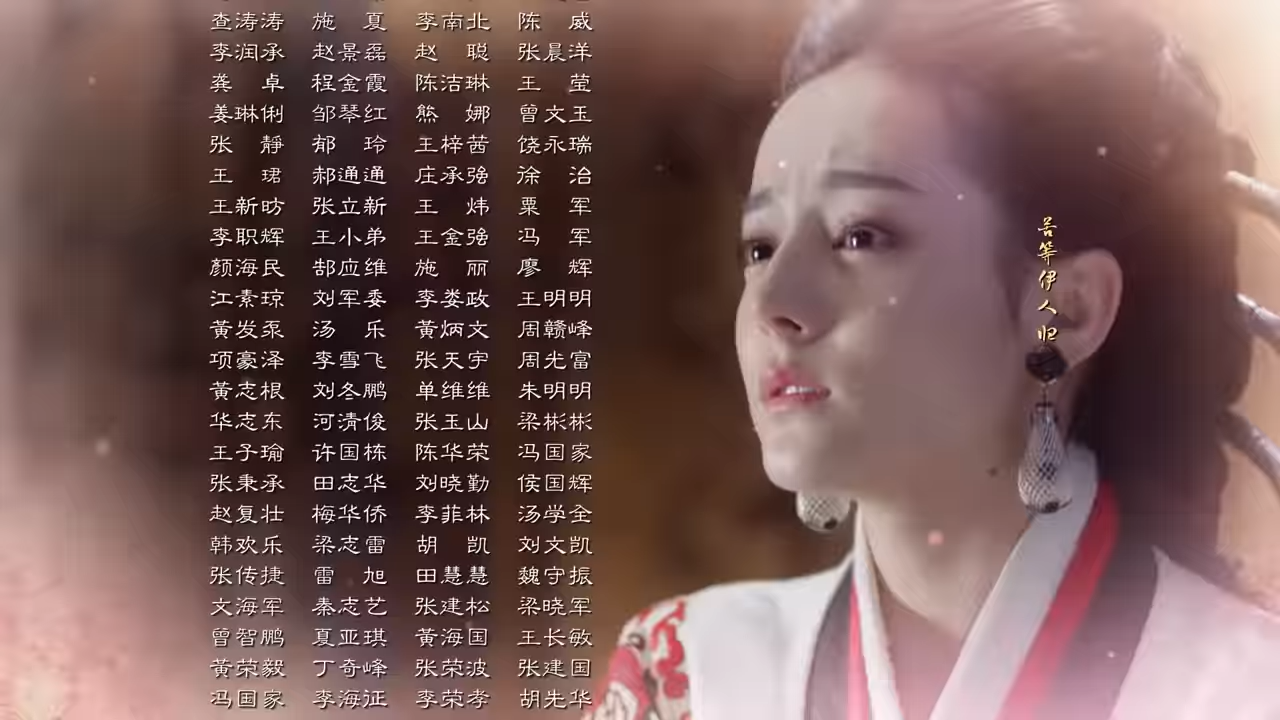 查涛涛 施夏 李南北 陈威
李润承 赵景磊 赵聪 张晨洋
龚卓 程金霞 陈洁琳 王莹
姜琳俐 邹琴红 熊娜 曾文玉
张静 郁玲 王梓茜 饶永瑞
王珺 郝通通 庄承强 徐治
王新昉 张立新 王炜 粟军
李职辉 王小弟 王金强 冯军
颜海民 郜应维 施丽 廖辉
江素琼 刘军委 李娄政 王明明
黄发泵 汤乐 黄炳文 周赣峰
项豪泽 李雪飞 张天宇 周光富
黄志根 刘冬鹏 单维维 朱明明
华志东 河清俊 张玉山 梁彬彬
王子瑜 许国栋 陈华荣 冯国家
张秉承 田志华 刘晓勤 侯国辉
赵复壮 梅华侨 李菲林 汤学全
韩欢乐 梁志雷 胡凯 刘文凯
张传捷 雷旭 田慧慧 魏守振
文海军 秦志艺 张建松 梁晓军
曾智鹏 夏亚琪 黄海国 王长敏
黄荣毅 丁奇峰 张荣波 张建国
冯国家 李海证 李荣孝 胡先华
苦等伊人归